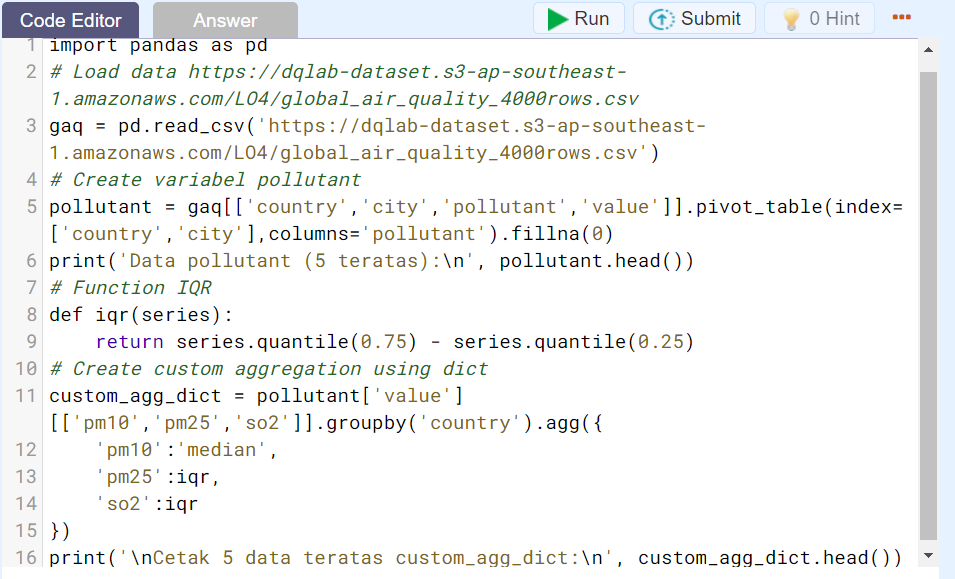 Code Editor Answer Run Submit 0 Hint
1 import pandas as pd
2 # Load data https://dqlab-dataset.s3-ap-southeast-
1.amazonaws.com/LO4/global_air_quality_4000rows.csv
3 gaq = pd.read_csv('https://dqlab-dataset.s3-ap-southeast-
1.amazonaws.com/LO4/global_air_quality_4000rows.csv')
4 # Create variabel pollutant
5 pollutant = gaq[['country','city','pollutant','value']].pivot_table(index=
['country','city'],columns='pollutant').fillna(0)
6 print('Data pollutant (5 teratas):\n', pollutant.head())
7 # Function IQR
8 def iqr(series):
9     return series.quantile(0.75) - series.quantile(0.25)
10 # Create custom aggregation using dict
11 custom_agg_dict = pollutant['value']
[['pm10','pm25','so2']].groupby('country').agg({
12     'pm10':'median',
13     'pm25':iqr,
14     'so2':iqr
15 })
16 print('\nCetak 5 data teratas custom_agg_dict:\n', custom_agg_dict.head())